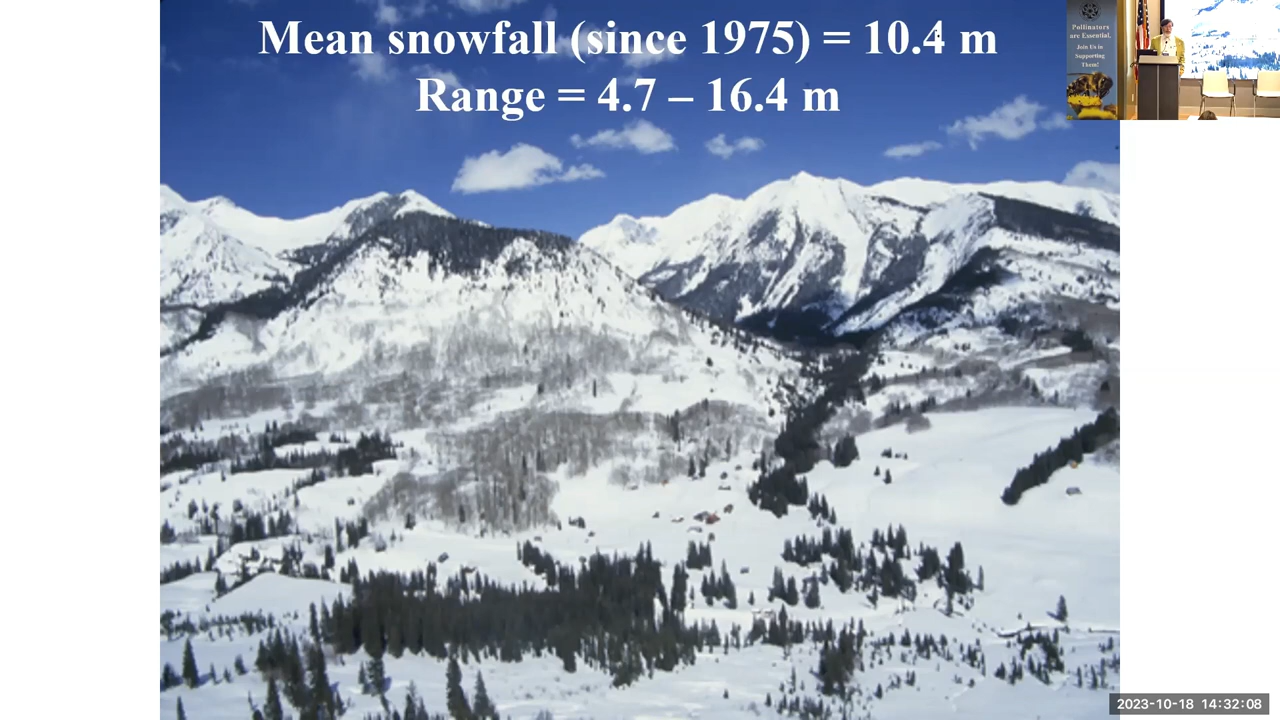 Mean snowfall (since 1975) = 10.4 m
Range = 4.7 – 16.4 m
Pollinators
are Essential,
Join Us in
Supporting
Them!
2023-10-18 14:32:08